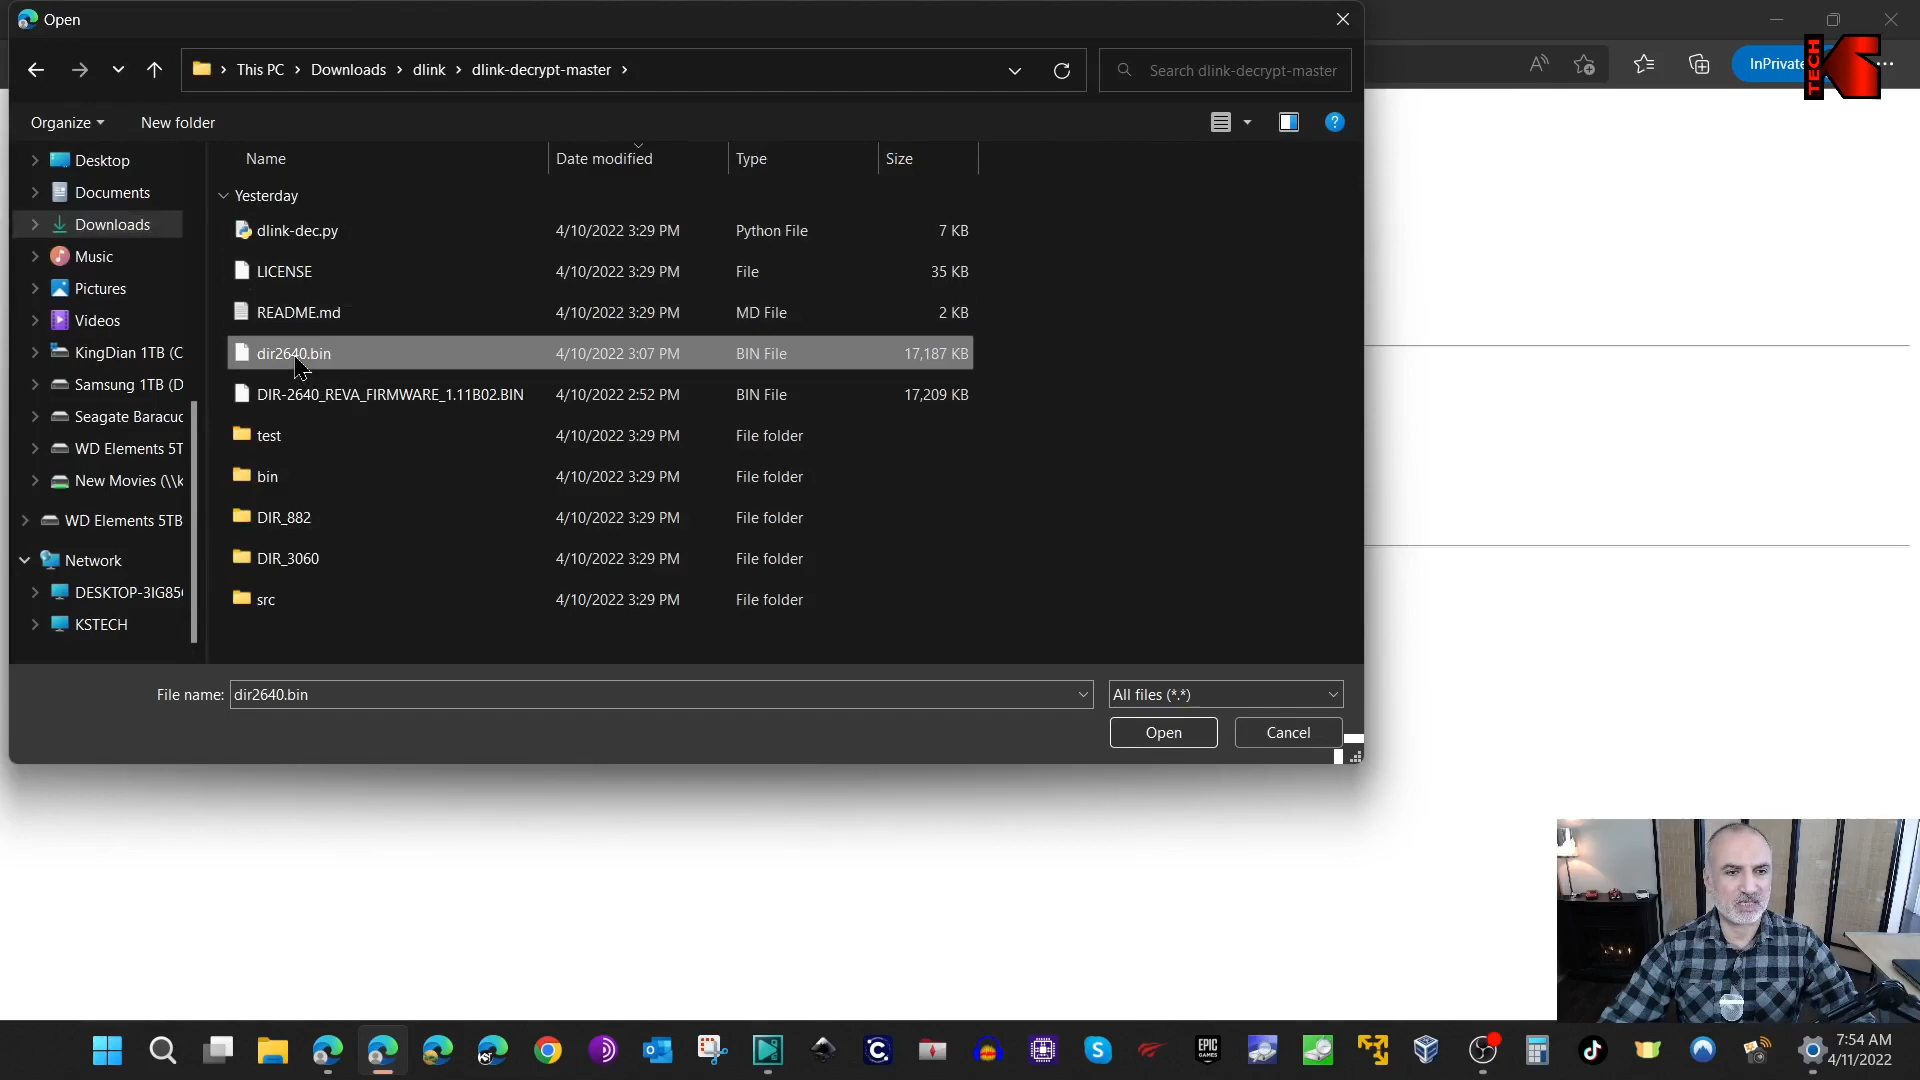 Open
This PC
Downloads
dlink
dlink-decrypt-master
Search dlink-decrypt-master
InPrivate
TECH
K
Organize
New folder
Name
Date modified
Type
Size
Desktop
Documents
Downloads
Music
Pictures
Videos
KingDian 1TB (C
Samsung 1TB (D
Seagate Baracuc
WD Elements 5T
New Movies (\\k
WD Elements 5TB
Network
DESKTOP-3IG85
KSTECH
Yesterday
dlink-dec.py 4/10/2022 3:29 PM Python File 7 KB
LICENSE 4/10/2022 3:29 PM File 35 KB
README.md 4/10/2022 3:29 PM MD File 2 KB
dir2640.bin 4/10/2022 3:07 PM BIN File 17,187 KB
DIR-2640_REVA_FIRMWARE_1.11B02.BIN 4/10/2022 2:52 PM BIN File 17,209 KB
test 4/10/2022 3:29 PM File folder
bin 4/10/2022 3:29 PM File folder
DIR_882 4/10/2022 3:29 PM File folder
DIR_3060 4/10/2022 3:29 PM File folder
src 4/10/2022 3:29 PM File folder
File name: dir2640.bin
All files (*.*)
Open
Cancel
EPIC GAMES
7:54 AM
4/11/2022